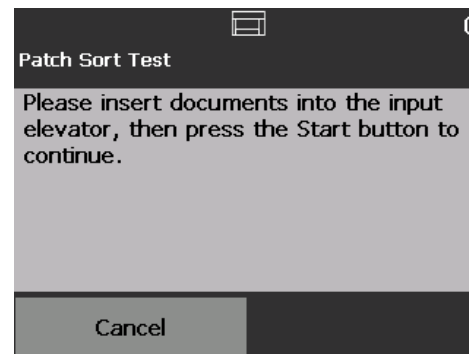 Patch Sort Test
Please insert documents into the input
elevator, then press the Start button to
continue.
Cancel